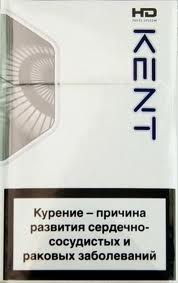 HD
KENT
Курение – причина
развития сердечно-
сосудистых и
раковых заболеваний